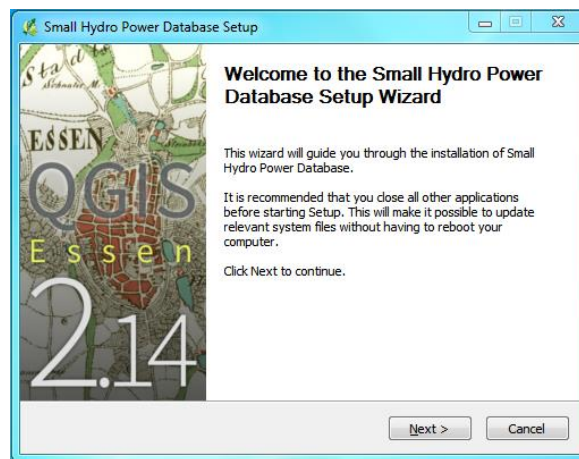 Small Hydro Power Database Setup
Stadt
Schnater M.
ESSEN
QGIS
Essen
2.14
Welcome to the Small Hydro Power
Database Setup Wizard
This wizard will guide you through the installation of Small
Hydro Power Database.
It is recommended that you close all other applications
before starting Setup. This will make it possible to update
relevant system files without having to reboot your
computer.
Click Next to continue.
Next >
Cancel